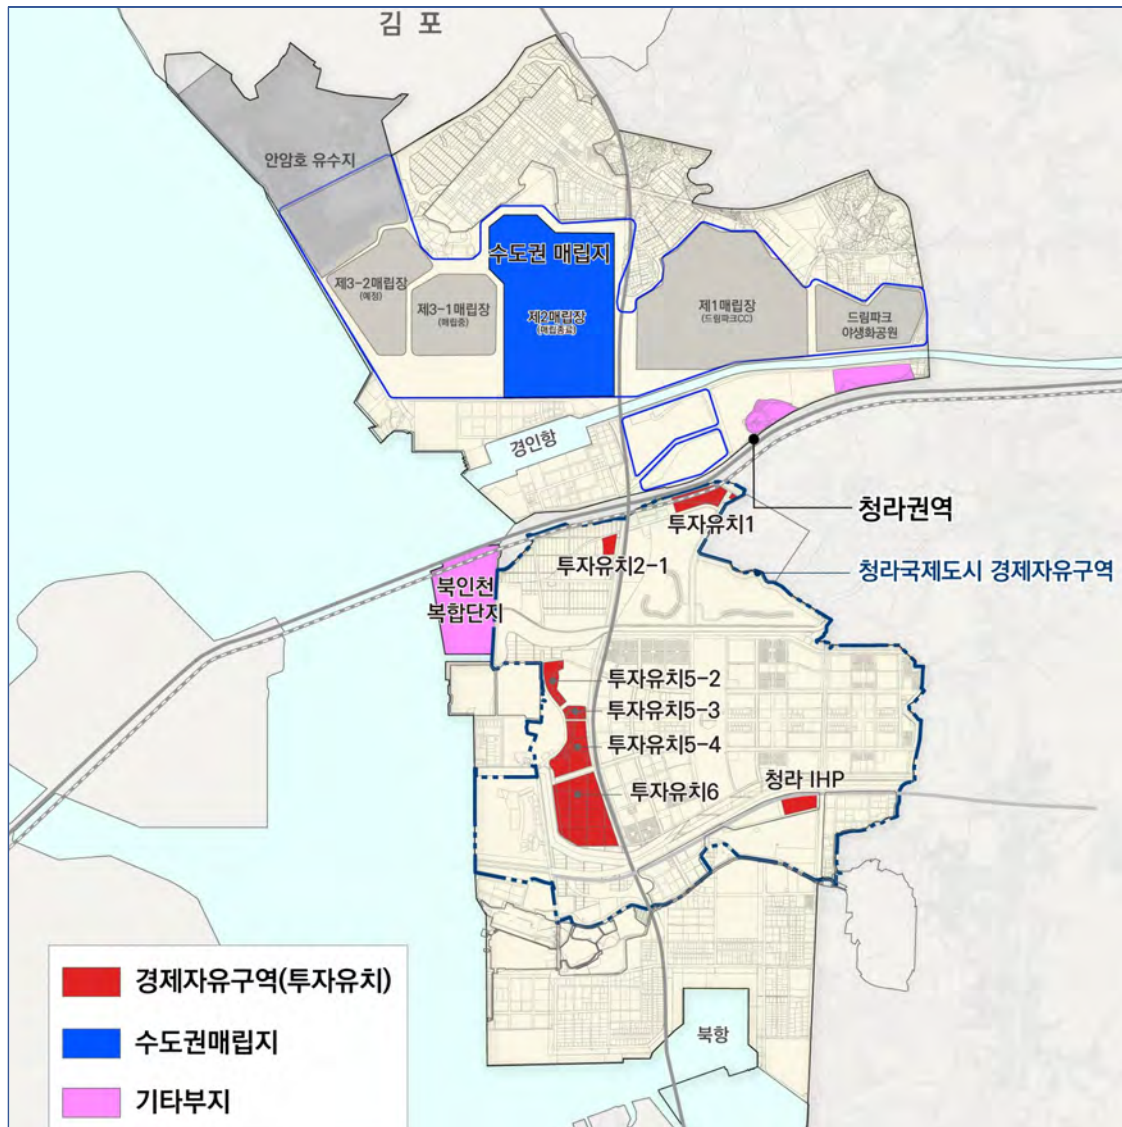 김 포
안암호 유수지
수도권 매립지
제3-2매립장
(예정)
제3-1매립장
(매립중)
제2매립장
(매립종료)
제1매립장
(드림파크CC)
드림파크
야생화공원
경인항
청라권역
투자유치1
투자유치2-1
청라국제도시 경제자유구역
북인천
복합단지
투자유치5-2
투자유치5-3
투자유치5-4
투자유치6
청라 IHP
북항
경제자유구역(투자유치)
수도권매립지
기타부지